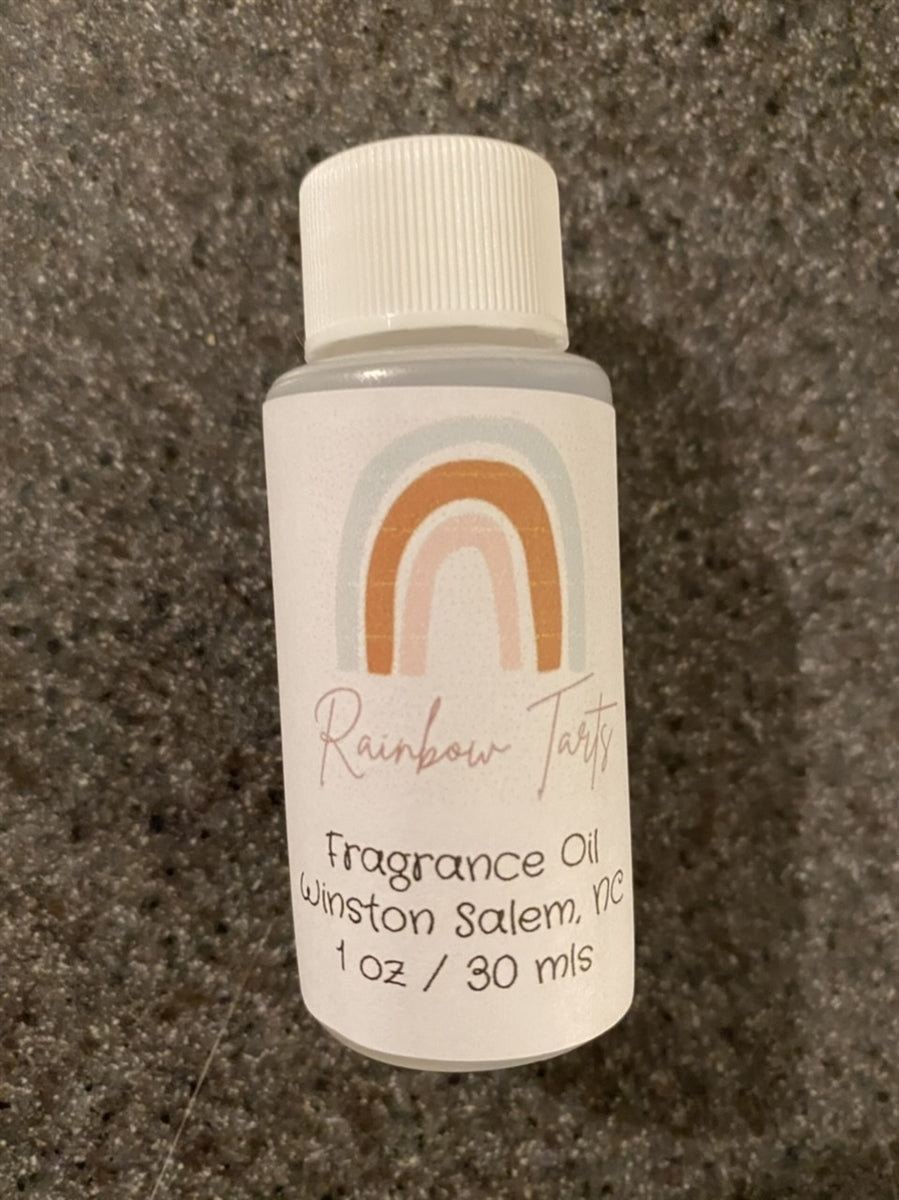 Rainbow Tarts
Fragrance Oil
Winston Salem, NC
1 oz / 30 mls